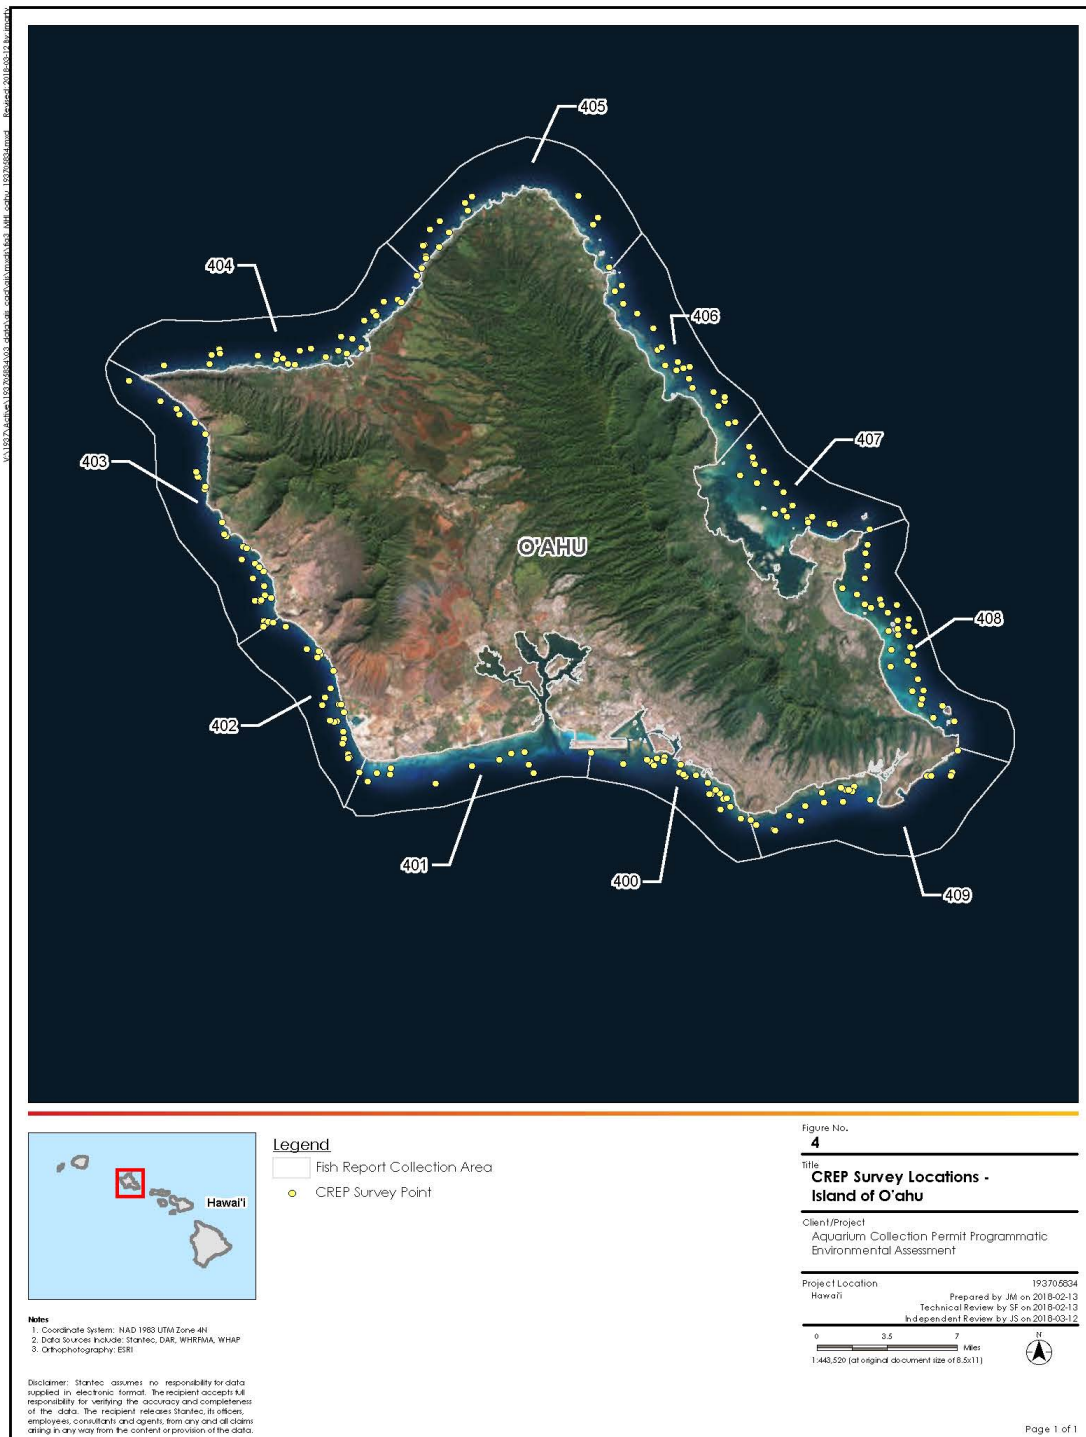 Revised: 2018-03-12 By: jmarty
405
404
406
407
403
O'AHU
408
402
401
400
409
Hawai'i
Legend
Fish Report Collection Area
CREP Survey Point
Notes
1. Coordinate System: NAD 1983 UTM Zone 4N
2. Data Sources Include: Stantec, DAR, WHRFMA, WHAP
3. Orthophotography: ESRI
Disclaimer: Stantec assumes no responsibility for data
supplied in electronic format. The recipient accepts full
responsibility for verifying the accuracy and completeness
of the data. The recipient releases Stantec, its officers,
employees, consultants and agents, from any and all claims
arising in any way from the content or provision of the data.
Figure No.
4
Title
CREP Survey Locations -
Island of O'ahu
Client/Project
Aquarium Collection Permit Programmatic
Environmental Assessment
Project Location 193705834
Hawai'i Prepared by JM on 2018-02-13
Technical Review by SF on 2018-02-13
Independent Review by JS on 2018-03-12
0 3.5 7
Miles
1:443,520 (at original document size of 8.5x11)
N
Page 1 of 1